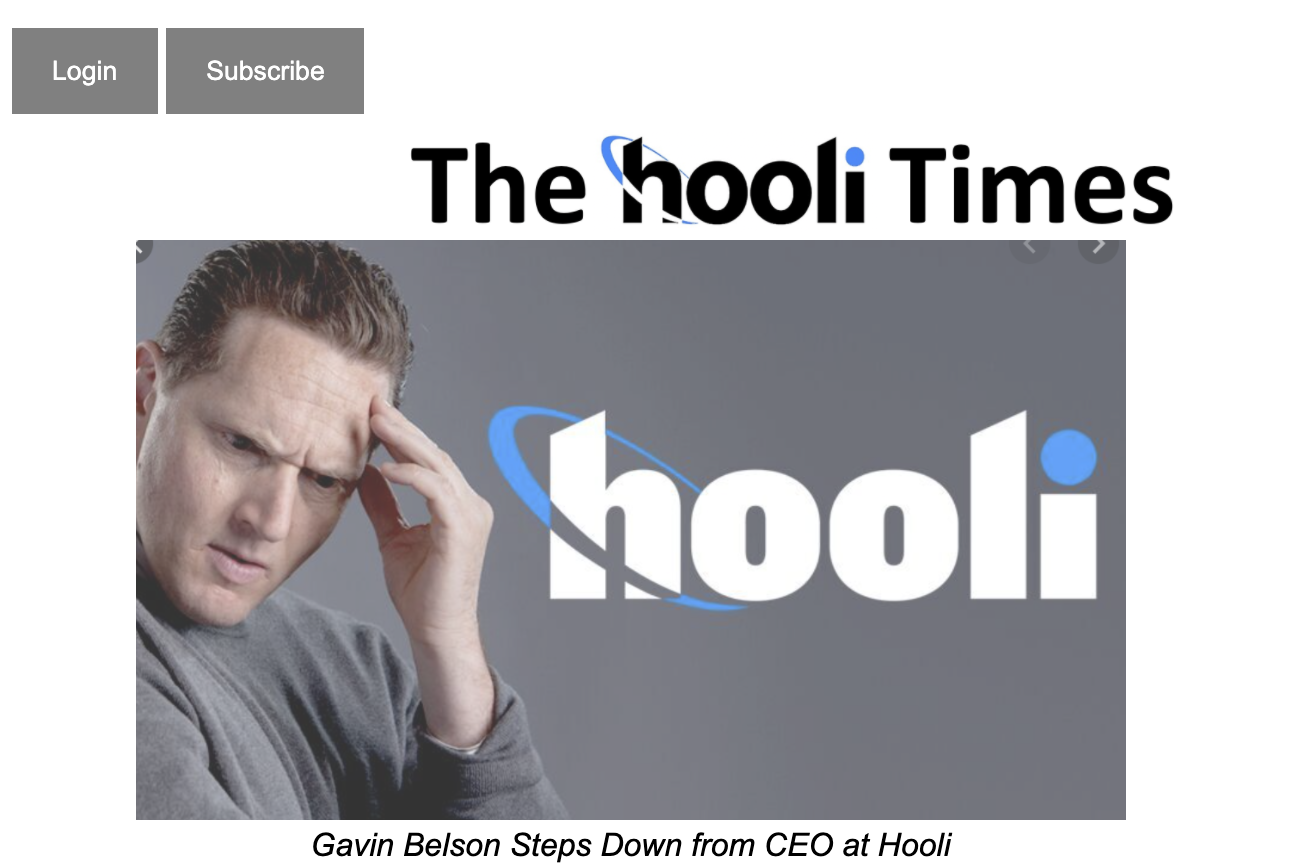 Login
Subscribe
The hooli Times
hooli
Gavin Belson Steps Down from CEO at Hooli